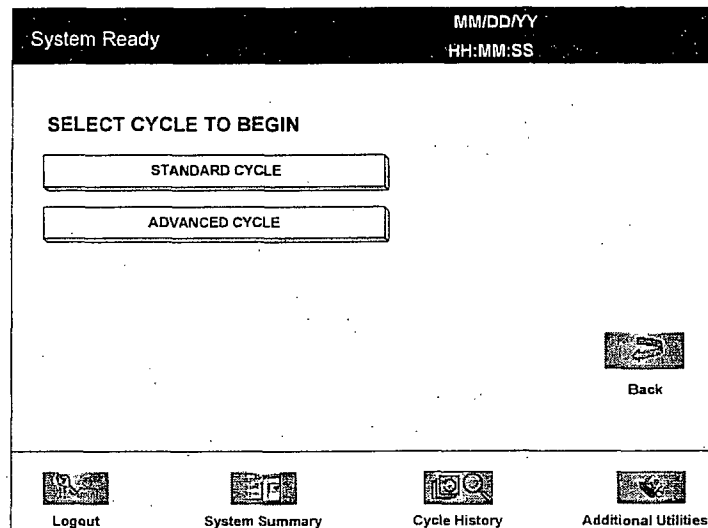 System Ready
MM/DD/YY
HH:MM:SS
SELECT CYCLE TO BEGIN
STANDARD CYCLE
ADVANCED CYCLE
Back
Logout
System Summary
Cycle History
Additional Utilities